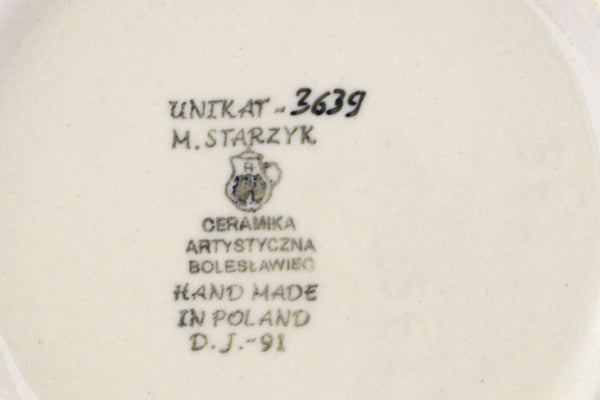 UNIKAT - 3639
M. STARZYK
CERAMIKA
ARTYSTYCZNA
BOLESŁAWIEC
HAND MADE
IN POLAND
D. J. - 91